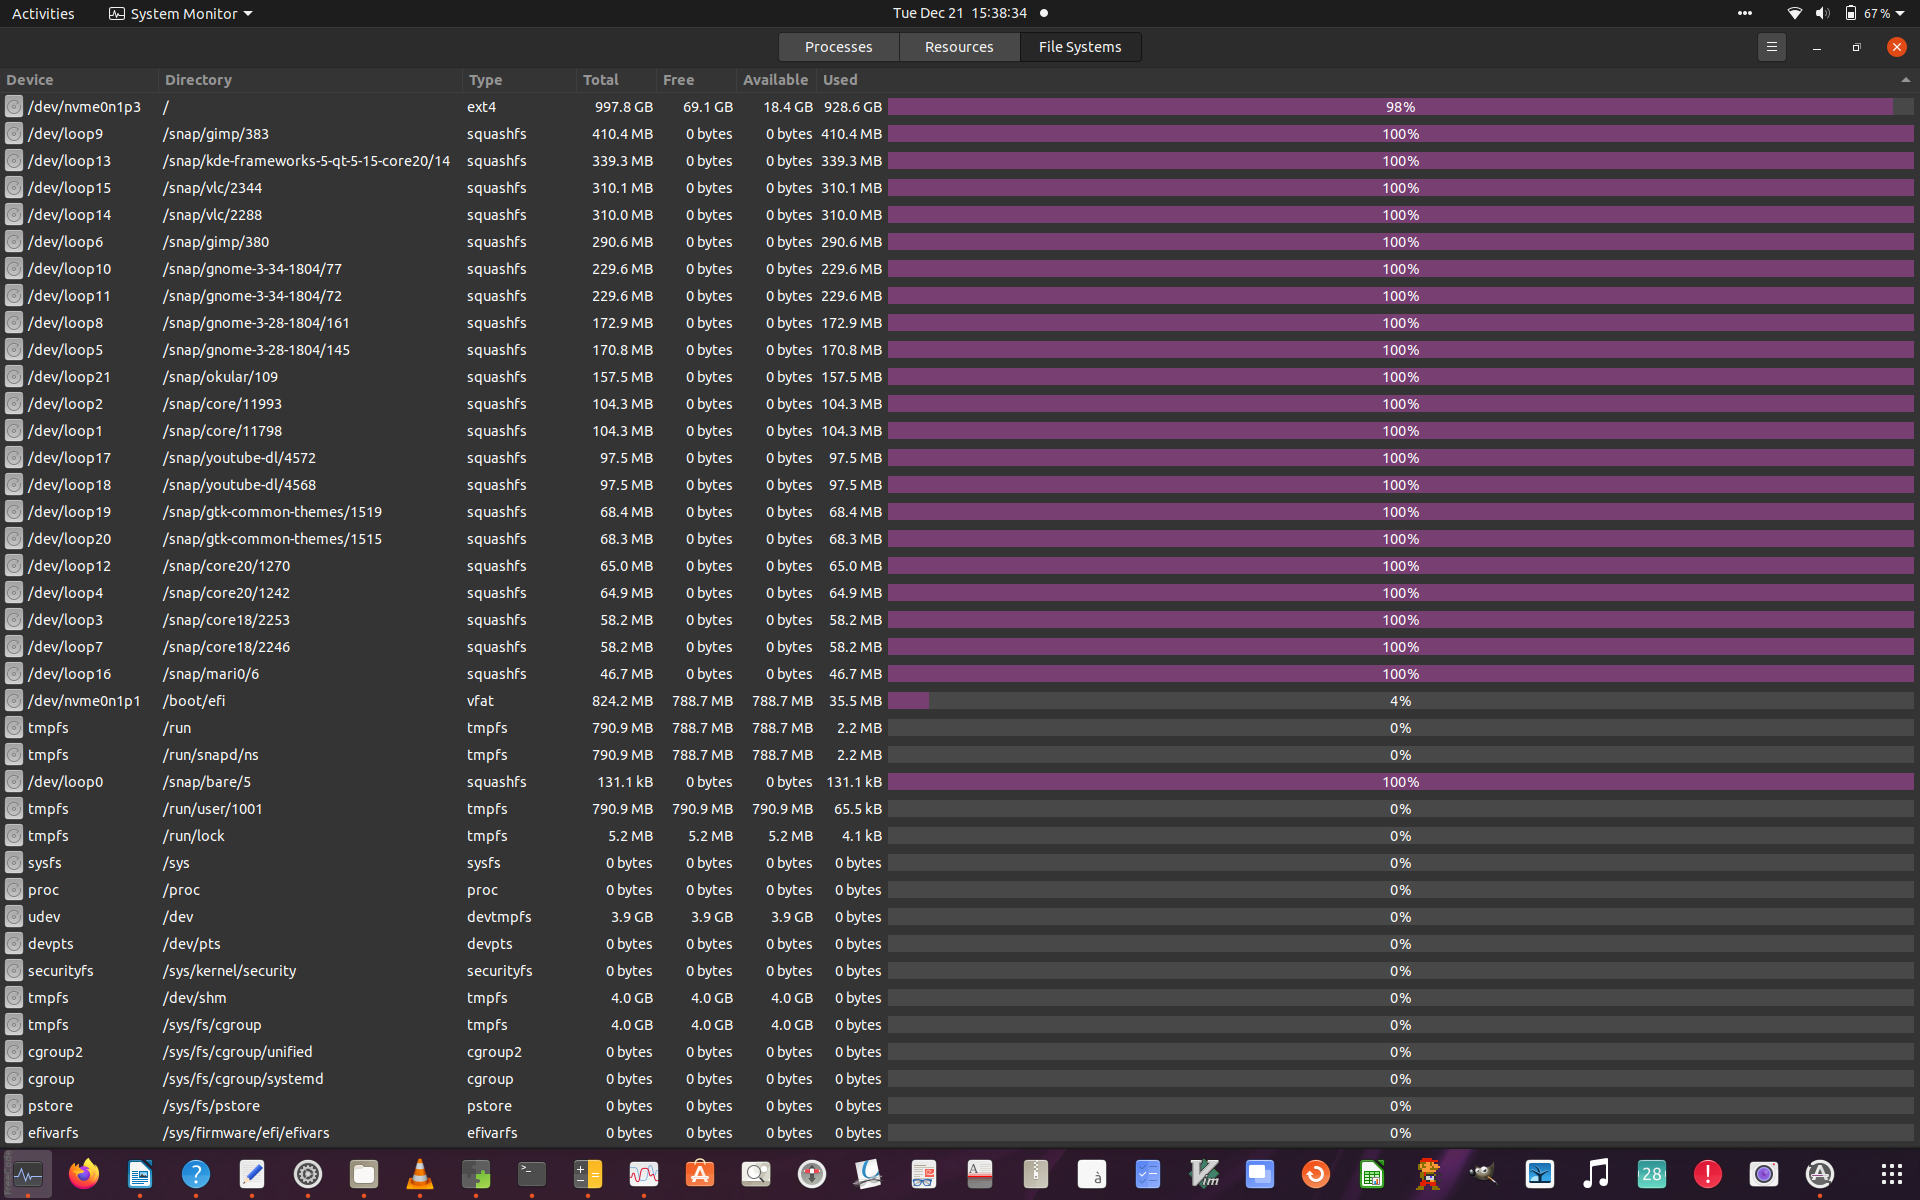 Activities System Monitor Tue Dec 21 15:38:34 67 %
Processes Resources File Systems
Device Directory Type Total Free Available Used
/dev/nvme0n1p3 / ext4 997.8 GB 69.1 GB 18.4 GB 928.6 GB 98%
/dev/loop9 /snap/gimp/383 squashfs 410.4 MB 0 bytes 0 bytes 410.4 MB 100%
/dev/loop13 /snap/kde-frameworks-5-qt-5-15-core20/14 squashfs 339.3 MB 0 bytes 0 bytes 339.3 MB 100%
/dev/loop15 /snap/vlc/2344 squashfs 310.1 MB 0 bytes 0 bytes 310.1 MB 100%
/dev/loop14 /snap/vlc/2288 squashfs 310.0 MB 0 bytes 0 bytes 310.0 MB 100%
/dev/loop6 /snap/gimp/380 squashfs 290.6 MB 0 bytes 0 bytes 290.6 MB 100%
/dev/loop10 /snap/gnome-3-34-1804/77 squashfs 229.6 MB 0 bytes 0 bytes 229.6 MB 100%
/dev/loop11 /snap/gnome-3-34-1804/72 squashfs 229.6 MB 0 bytes 0 bytes 229.6 MB 100%
/dev/loop8 /snap/gnome-3-28-1804/161 squashfs 172.9 MB 0 bytes 0 bytes 172.9 MB 100%
/dev/loop5 /snap/gnome-3-28-1804/145 squashfs 170.8 MB 0 bytes 0 bytes 170.8 MB 100%
/dev/loop21 /snap/okular/109 squashfs 157.5 MB 0 bytes 0 bytes 157.5 MB 100%
/dev/loop2 /snap/core/11993 squashfs 104.3 MB 0 bytes 0 bytes 104.3 MB 100%
/dev/loop1 /snap/core/11798 squashfs 104.3 MB 0 bytes 0 bytes 104.3 MB 100%
/dev/loop17 /snap/youtube-dl/4572 squashfs 97.5 MB 0 bytes 0 bytes 97.5 MB 100%
/dev/loop18 /snap/youtube-dl/4568 squashfs 97.5 MB 0 bytes 0 bytes 97.5 MB 100%
/dev/loop19 /snap/gtk-common-themes/1519 squashfs 68.4 MB 0 bytes 0 bytes 68.4 MB 100%
/dev/loop20 /snap/gtk-common-themes/1515 squashfs 68.3 MB 0 bytes 0 bytes 68.3 MB 100%
/dev/loop12 /snap/core20/1270 squashfs 65.0 MB 0 bytes 0 bytes 65.0 MB 100%
/dev/loop4 /snap/core20/1242 squashfs 64.9 MB 0 bytes 0 bytes 64.9 MB 100%
/dev/loop3 /snap/core18/2253 squashfs 58.2 MB 0 bytes 0 bytes 58.2 MB 100%
/dev/loop7 /snap/core18/2246 squashfs 58.2 MB 0 bytes 0 bytes 58.2 MB 100%
/dev/loop16 /snap/mari0/6 squashfs 46.7 MB 0 bytes 0 bytes 46.7 MB 100%
/dev/nvme0n1p1 /boot/efi vfat 824.2 MB 788.7 MB 788.7 MB 35.5 MB 4%
tmpfs /run tmpfs 790.9 MB 788.7 MB 788.7 MB 2.2 MB 0%
tmpfs /run/snapd/ns tmpfs 790.9 MB 788.7 MB 788.7 MB 2.2 MB 0%
/dev/loop0 /snap/bare/5 squashfs 131.1 kB 0 bytes 0 bytes 131.1 kB 100%
tmpfs /run/user/1001 tmpfs 790.9 MB 790.9 MB 790.9 MB 65.5 kB 0%
tmpfs /run/lock tmpfs 5.2 MB 5.2 MB 5.2 MB 4.1 kB 0%
sysfs /sys sysfs 0 bytes 0 bytes 0 bytes 0 bytes 0%
proc /proc proc 0 bytes 0 bytes 0 bytes 0 bytes 0%
udev /dev devtmpfs 3.9 GB 3.9 GB 3.9 GB 0 bytes 0%
devpts /dev/pts devpts 0 bytes 0 bytes 0 bytes 0 bytes 0%
securityfs /sys/kernel/security securityfs 0 bytes 0 bytes 0 bytes 0 bytes 0%
tmpfs /dev/shm tmpfs 4.0 GB 4.0 GB 4.0 GB 0 bytes 0%
tmpfs /sys/fs/cgroup tmpfs 4.0 GB 4.0 GB 4.0 GB 0 bytes 0%
cgroup2 /sys/fs/cgroup/unified cgroup2 0 bytes 0 bytes 0 bytes 0 bytes 0%
cgroup /sys/fs/cgroup/systemd cgroup 0 bytes 0 bytes 0 bytes 0 bytes 0%
pstore /sys/fs/pstore pstore 0 bytes 0 bytes 0 bytes 0 bytes 0%
efivarfs /sys/firmware/efi/efivars efivarfs 0 bytes 0 bytes 0 bytes 0 bytes 0%
28